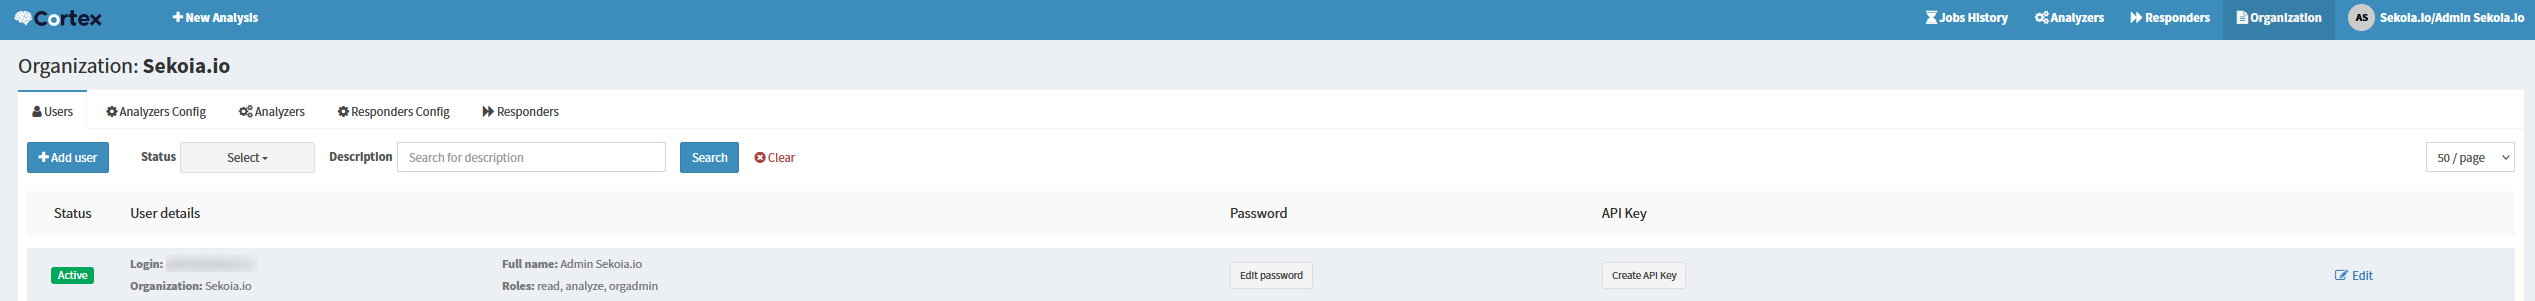 Cortex
New Analysis
Jobs History
Analyzers
Responders
Organization
AS
Sekoia.io/Admin Sekoia.io
Organization: Sekoia.io
Users
Analyzers Config
Analyzers
Responders Config
Responders
Add user
Status
Select
Description
Search for description
Search
Clear
50 / page
Status
User details
Password
API Key
Active
Login:
Full name: Admin Sekoia.io
Edit password
Create API Key
Edit
Organization: Sekoia.io
Roles: read, analyze, orgadmin